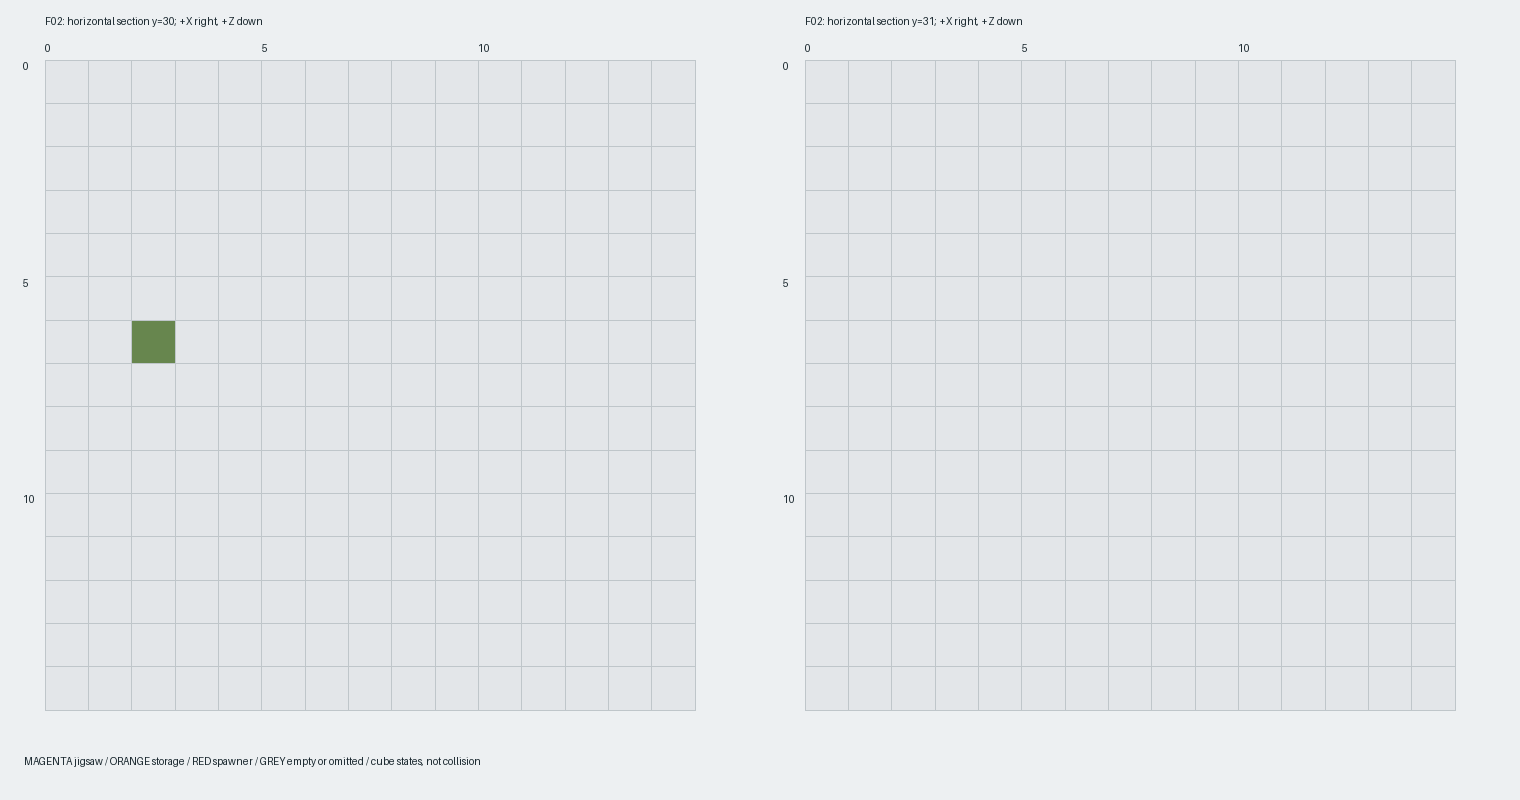 F02: horizontal section y=30; +X right, +Z down
0 5 10
0
5
10
F02: horizontal section y=31; +X right, +Z down
0 5 10
0
5
10
MAGENTA jigsaw / ORANGE storage / RED spawner / GREY empty or omitted / cube states, not collision